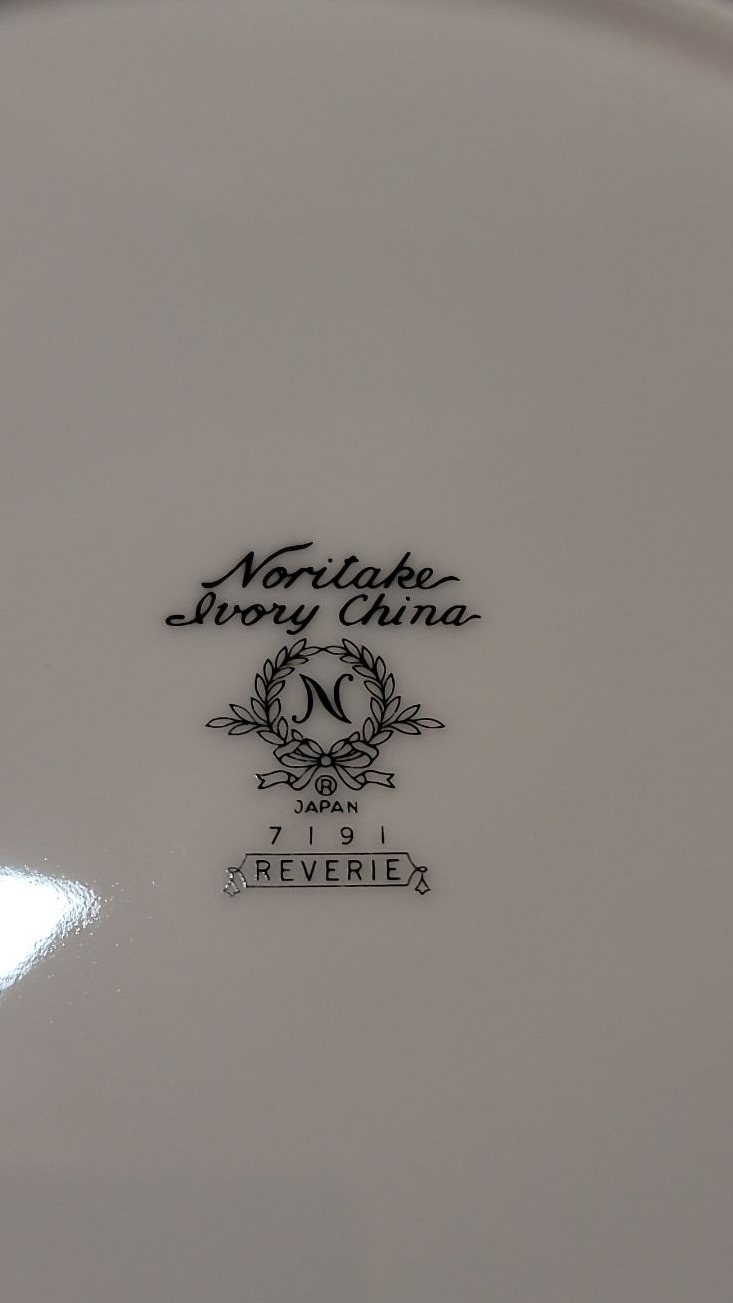 Noritake
Ivory China
N
®
JAPAN
7191
REVERIE